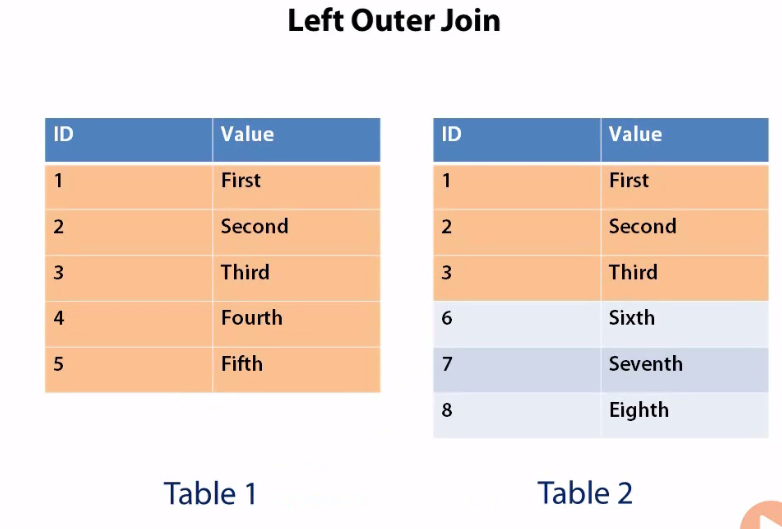 Left Outer Join
ID Value ID Value
1 First 1 First
2 Second 2 Second
3 Third 3 Third
4 Fourth 6 Sixth
5 Fifth 7 Seventh
8 Eighth
Table 1 Table 2